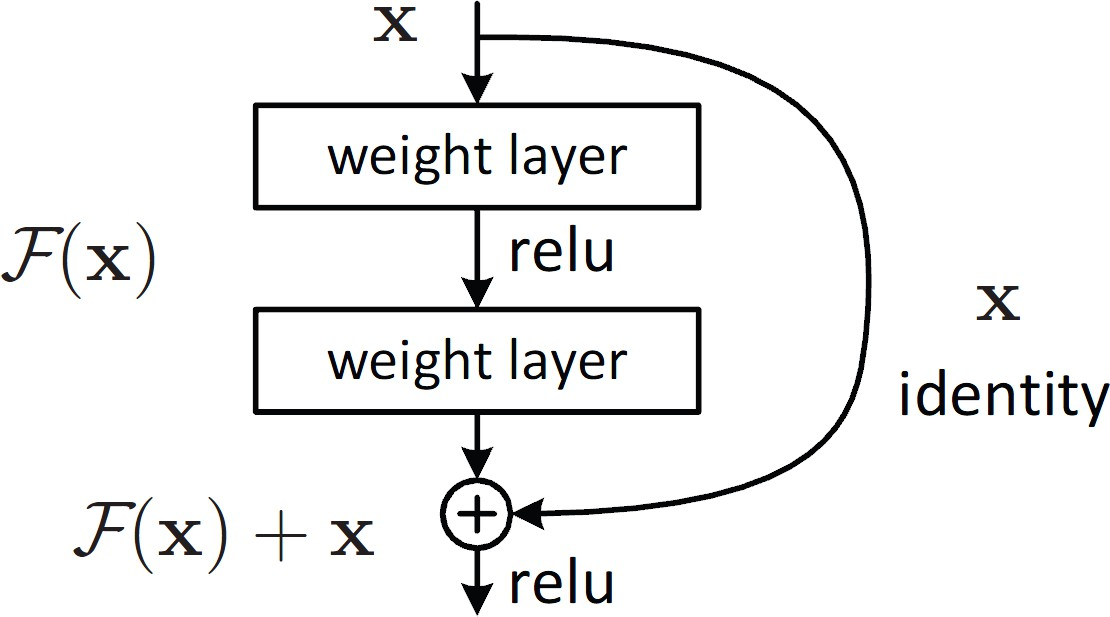 x
weight layer
relu
F(x)
x
weight layer
identity
F(x) + x
relu